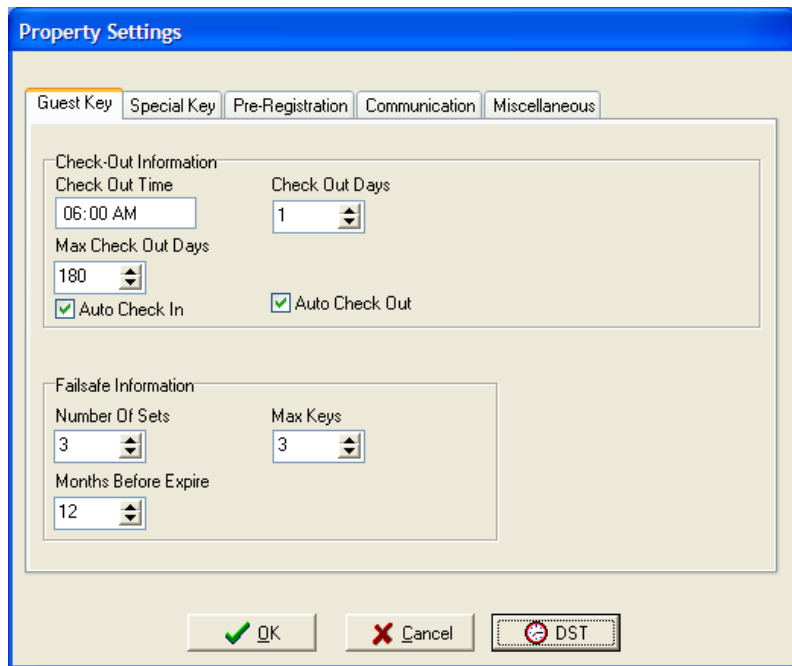 Property Settings
Guest Key Special Key Pre-Registration Communication Miscellaneous
Check-Out Information
Check Out Time Check Out Days
06:00 AM 1
Max Check Out Days
180
Auto Check In Auto Check Out
Failsafe Information
Number Of Sets Max Keys
3 3
Months Before Expire
12
OK Cancel DST